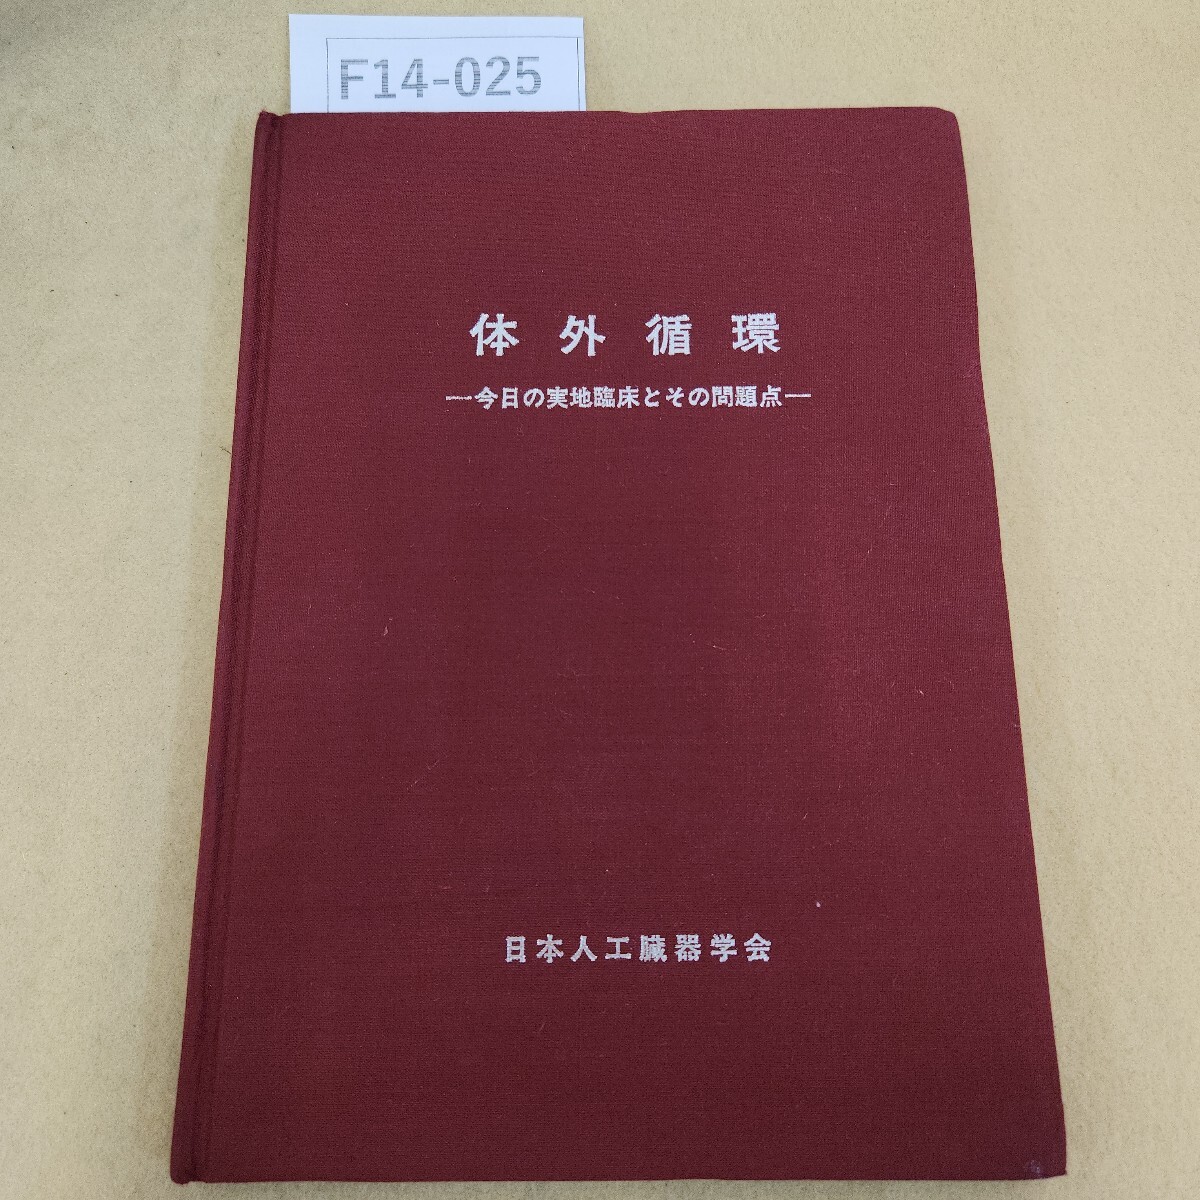 F14-025
体外循環
―今日の実地臨床とその問題点―
日本人工臓器学会